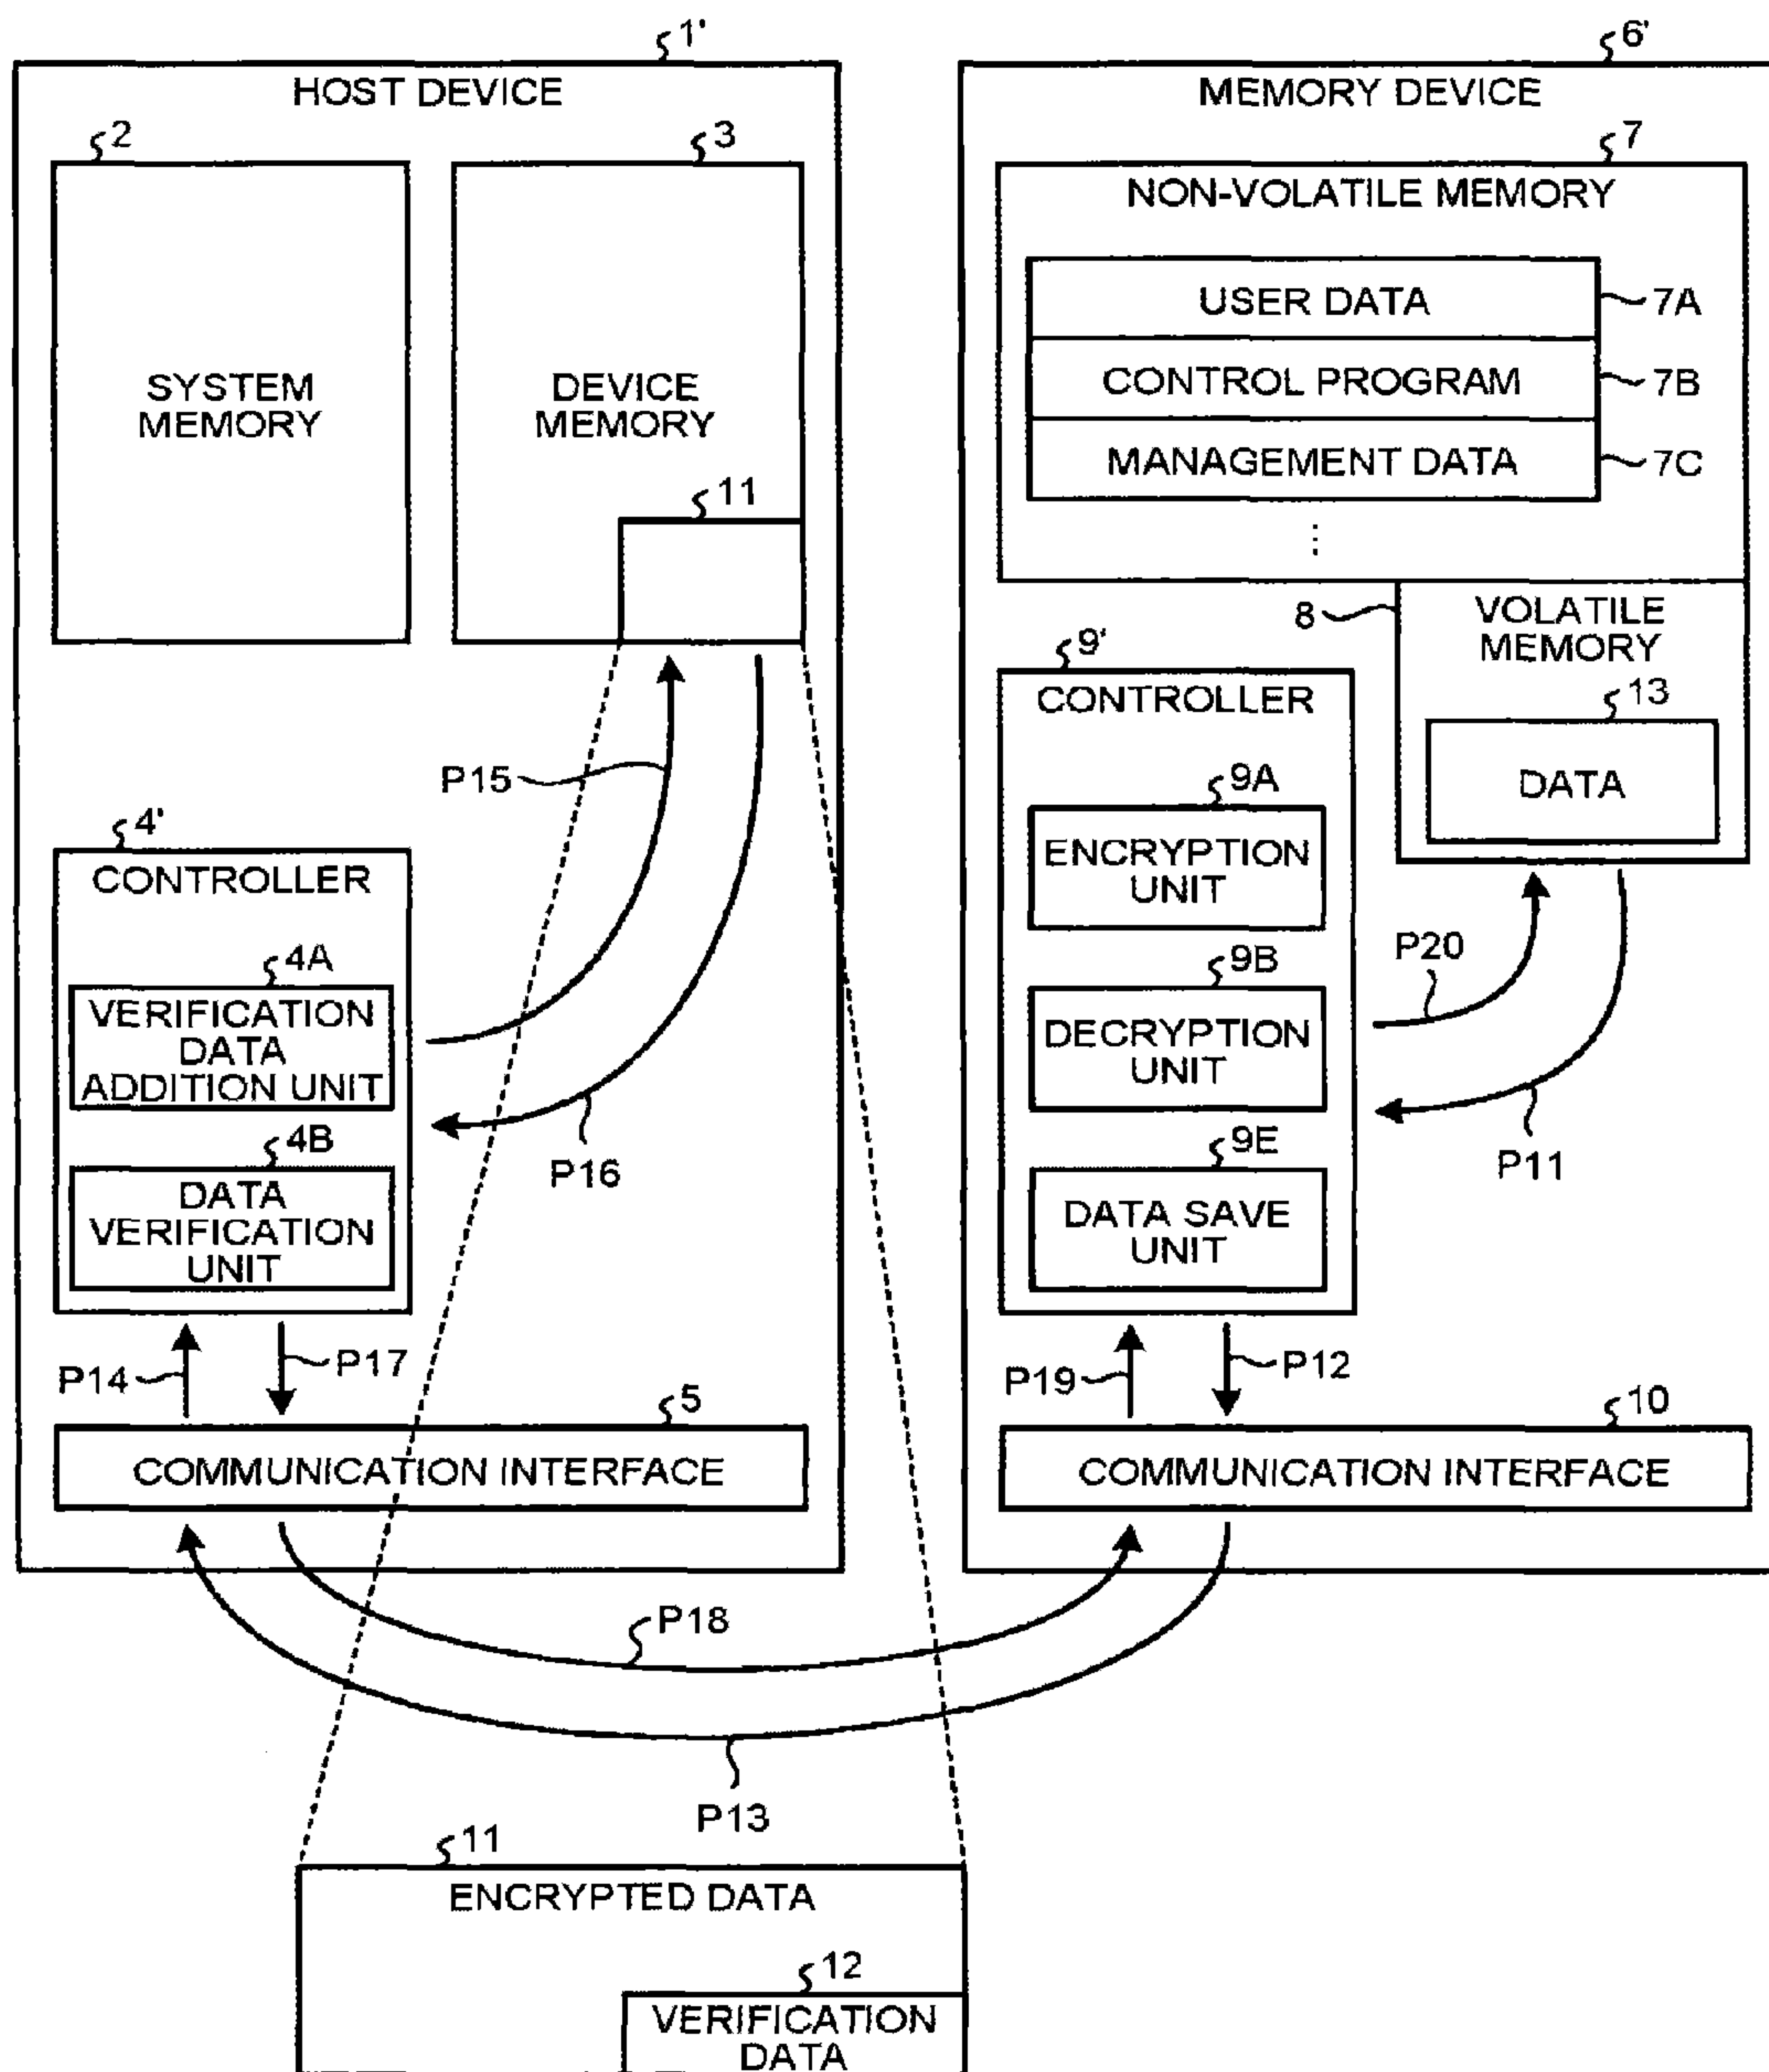 1'
HOST DEVICE
2
SYSTEM
MEMORY
3
DEVICE
MEMORY
11
P15
P16
4'
CONTROLLER
4A
VERIFICATION
DATA
ADDITION UNIT
4B
DATA
VERIFICATION
UNIT
P14
P17
5
COMMUNICATION INTERFACE
6'
MEMORY DEVICE
7
NON-VOLATILE MEMORY
USER DATA
7A
CONTROL PROGRAM
7B
MANAGEMENT DATA
7C
⋮
8
VOLATILE
MEMORY
13
DATA
9'
CONTROLLER
9A
ENCRYPTION
UNIT
9B
DECRYPTION
UNIT
9E
DATA SAVE
UNIT
P20
P11
P19
P12
10
COMMUNICATION INTERFACE
P18
P13
11
ENCRYPTED DATA
12
VERIFICATION
DATA